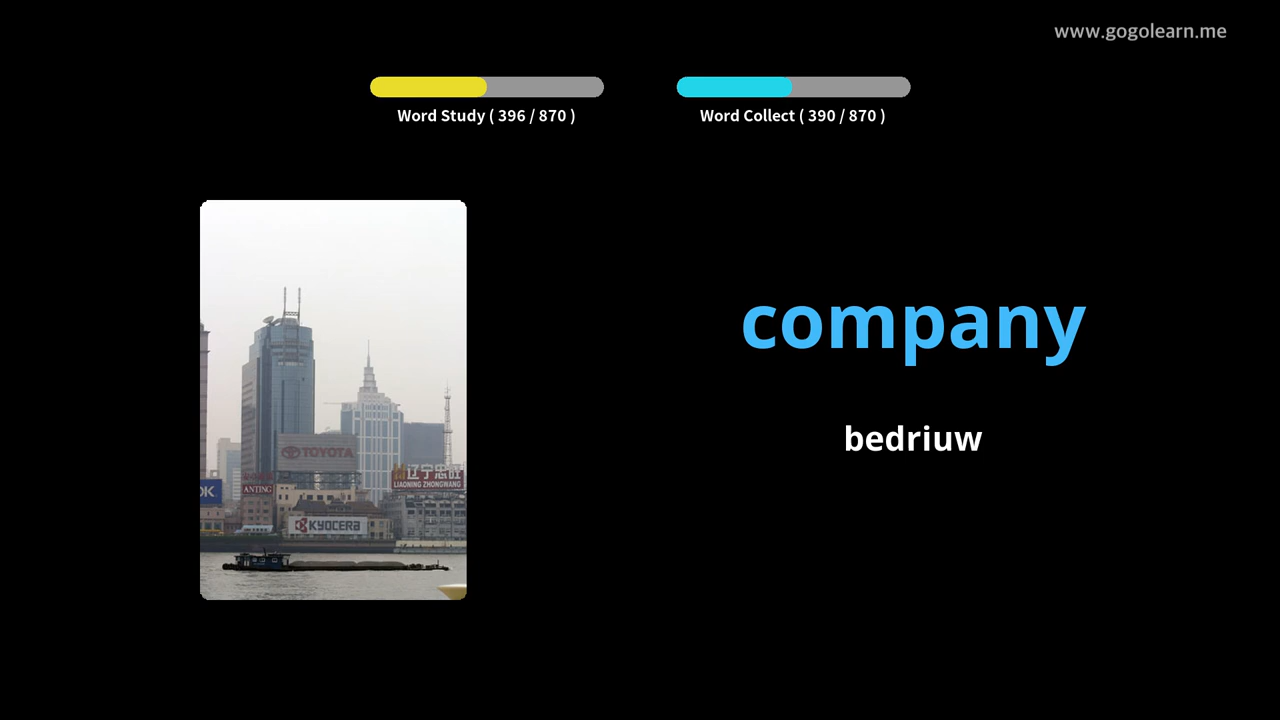 www.gogolearn.me
Word Study ( 396 / 870 )
Word Collect ( 390 / 870 )
company
bedriuw
TOYOTA
辽宁忠旺
LIAONING ZHONGWANG
OK
ANTING
KYOCERA